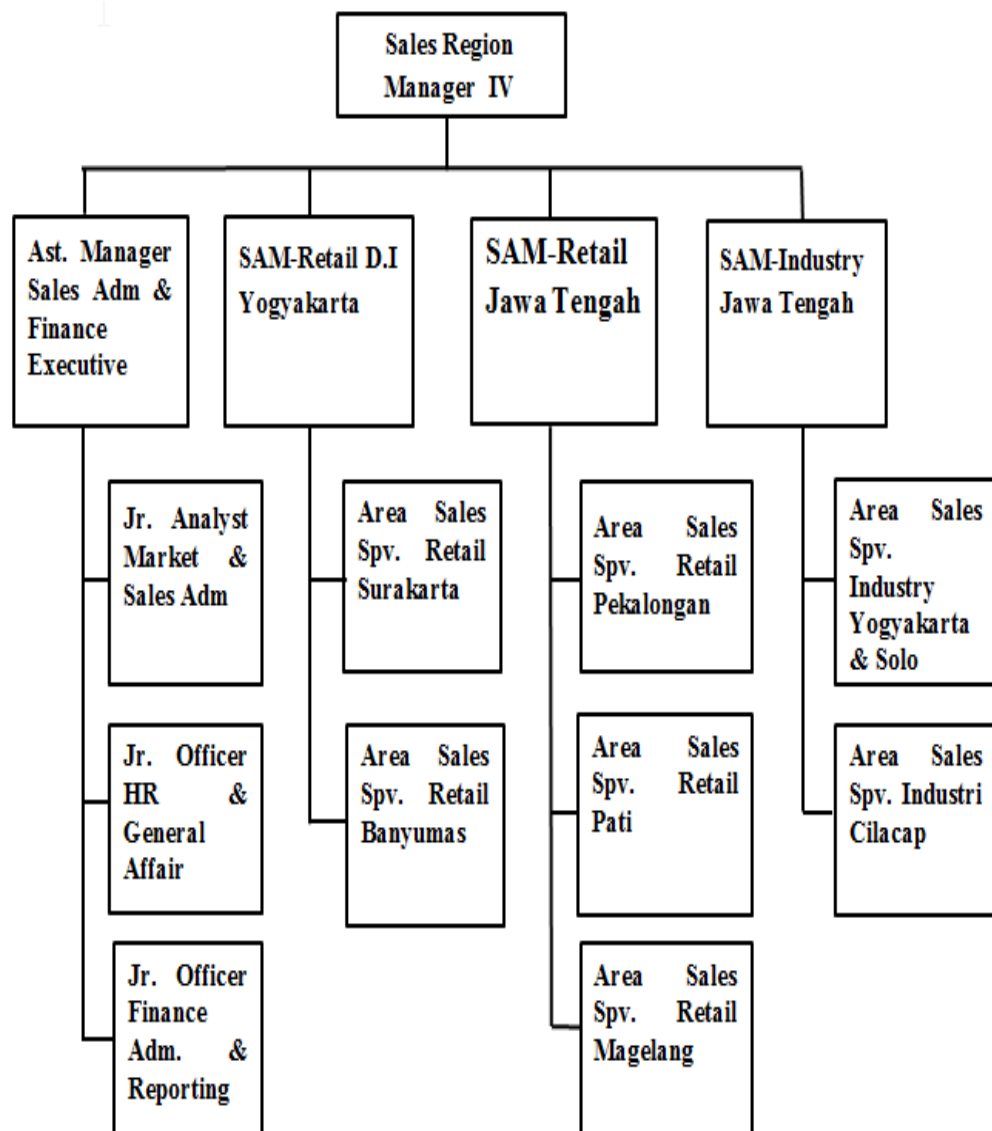 Sales Region
Manager IV
Ast. Manager
Sales Adm &
Finance
Executive
SAM-Retail D.I
Yogyakarta
SAM-Retail
Jawa Tengah
SAM-Industry
Jawa Tengah
Jr. Analyst
Market &
Sales Adm
Area Sales
Spv. Retail
Surakarta
Area Sales
Spv. Retail
Pekalongan
Area Sales
Spv.
Industry
Yogyakarta
& Solo
Jr. Officer
HR &
General
Affair
Area Sales
Spv. Retail
Banyumas
Area Sales
Spv. Retail
Pati
Area Sales
Spv. Industri
Cilacap
Jr. Officer
Finance
Adm. &
Reporting
Area Sales
Spv. Retail
Magelang